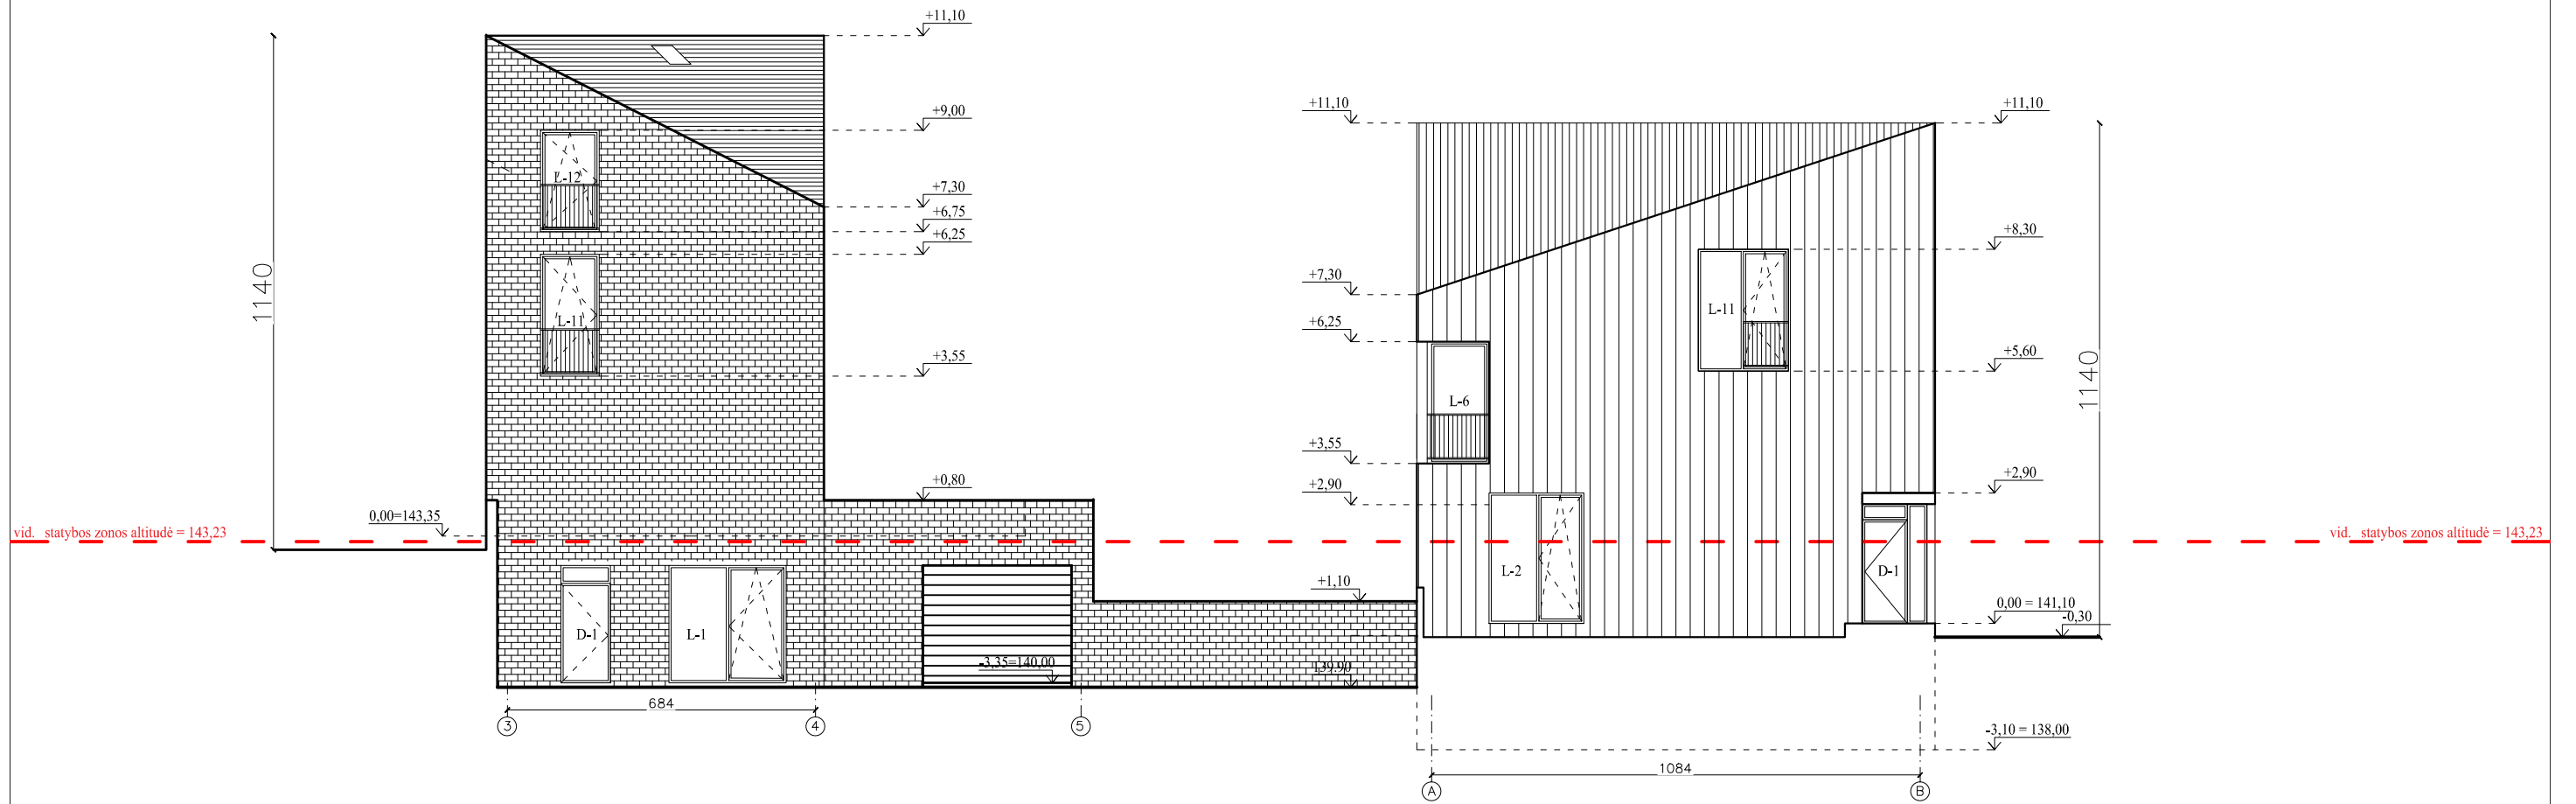 +11,10
+9,00
+7,30
+6,75
+6,25
+3,55
+0,80
L-12
L-11
1140
0,00=143,35
vid. statybos zonos altitudė = 143,23
D-1
L-1
-3,35=140,00
684
3
4
5
+1,10
139.90
+11,10
+7,30
+6,25
+3,55
+2,90
L-6
L-11
L-2
D-1
+11,10
+8,30
+5,60
+2,90
1140
vid. statybos zonos altitudė = 143,23
0,00 = 141,10
-0,30
-3,10 = 138,00
1084
A
B